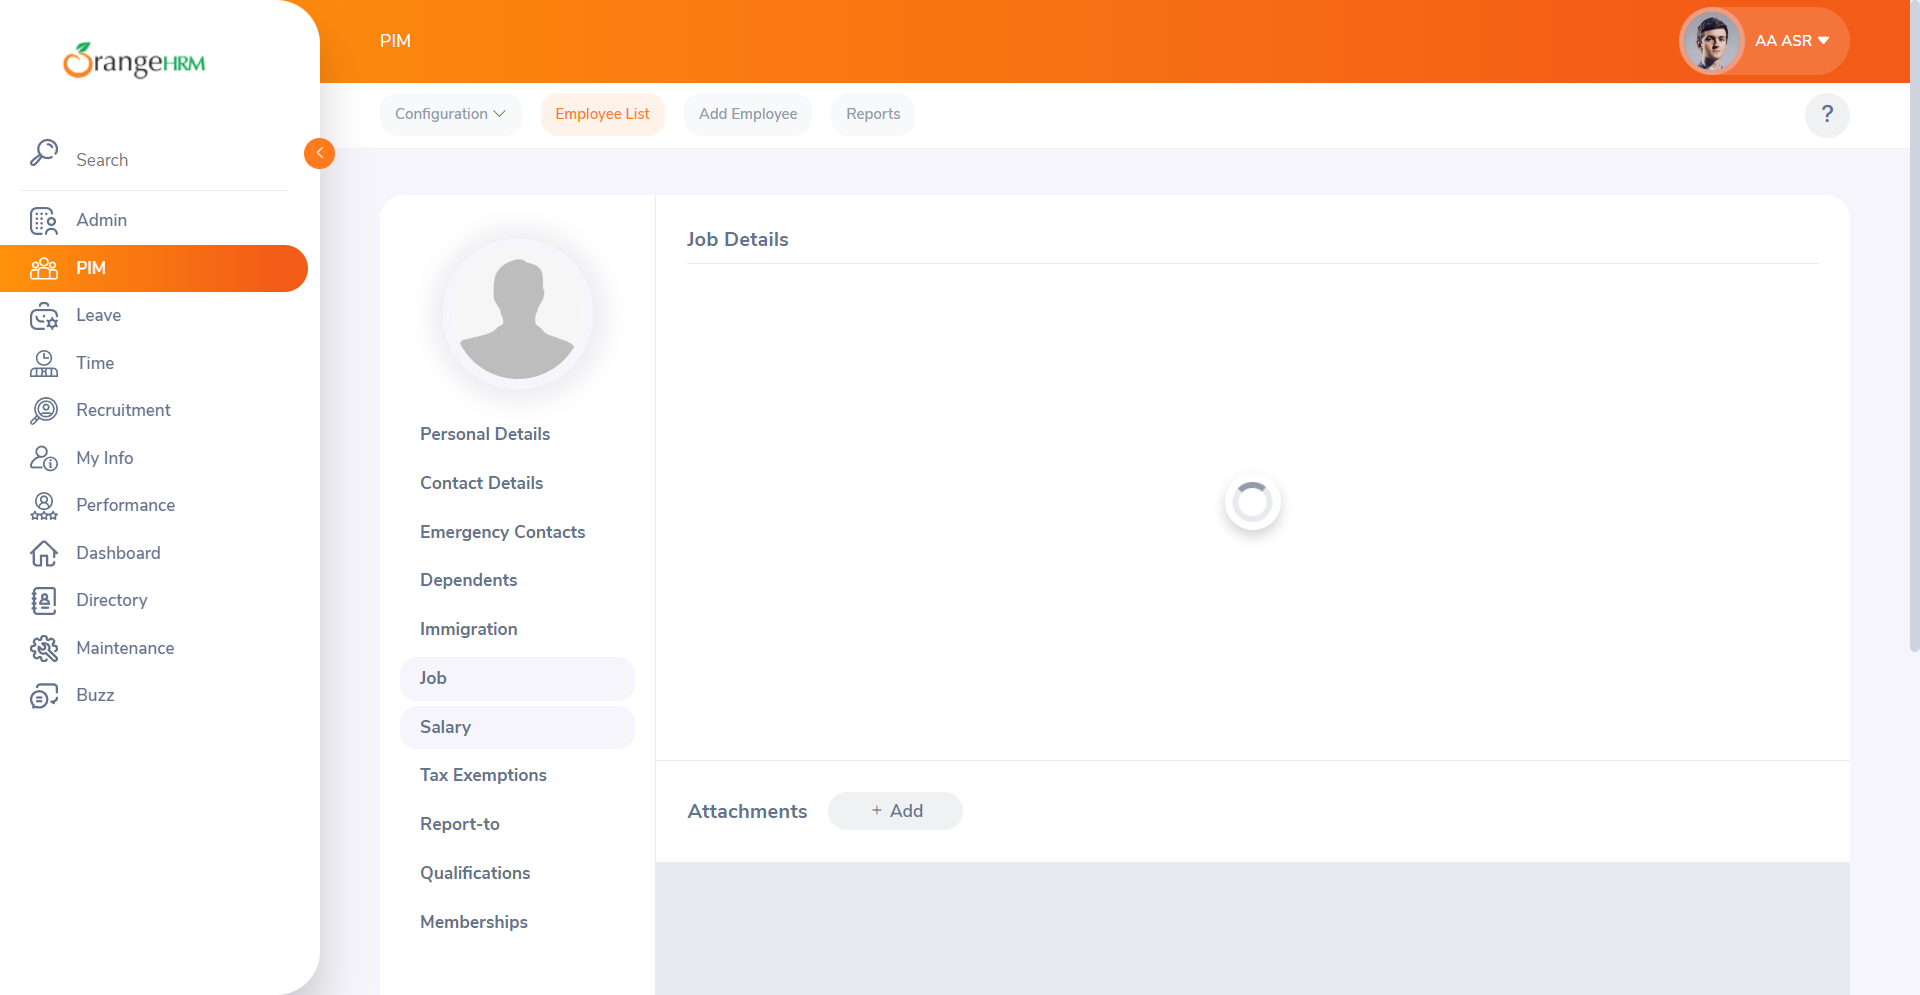 OrangeHRM
Search
Admin
PIM
Leave
Time
Recruitment
My Info
Performance
Dashboard
Directory
Maintenance
Buzz
PIM
AA ASR
Configuration
Employee List
Add Employee
Reports
?
Personal Details
Contact Details
Emergency Contacts
Dependents
Immigration
Job
Salary
Tax Exemptions
Report-to
Qualifications
Memberships
Job Details
Attachments
+ Add